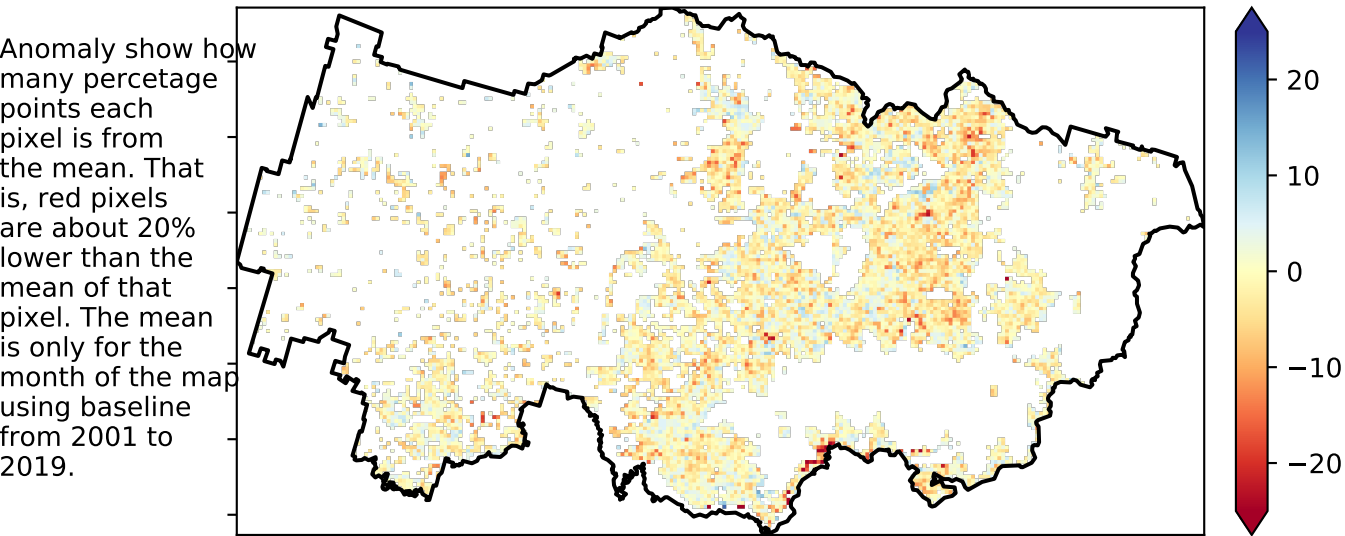 Anomaly show how
many percetage
points each
pixel is from
the mean. That
is, red pixels
are about 20%
lower than the
mean of that
pixel. The mean
is only for the
month of the map
using baseline
from 2001 to
2019.
20
10
0
−10
−20